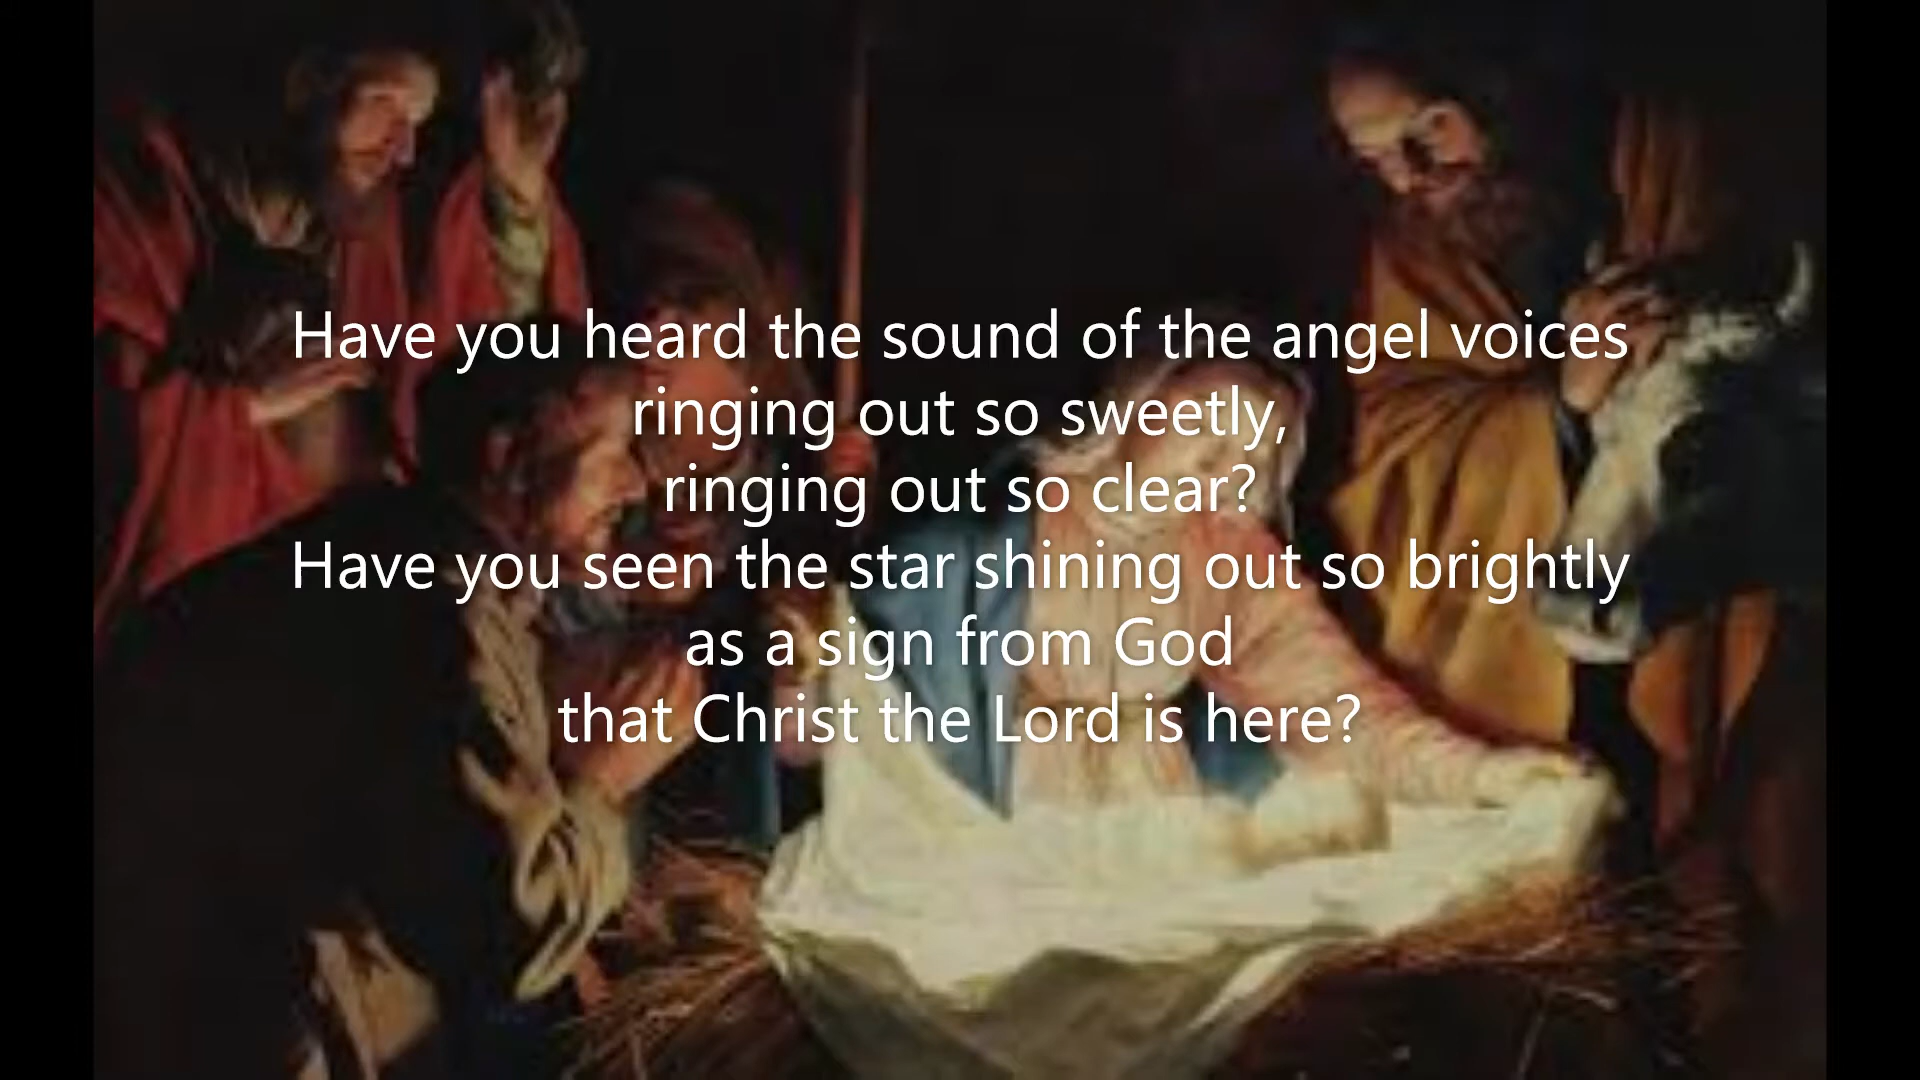 Have you heard the sound of the angel voices
ringing out so sweetly,
ringing out so clear?
Have you seen the star shining out so brightly
as a sign from God
that Christ the Lord is here?